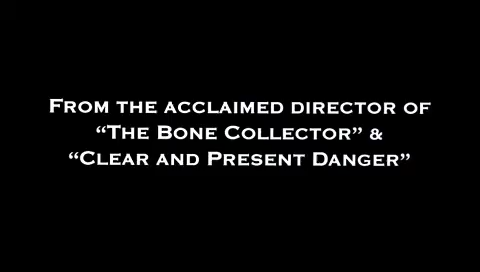 From the acclaimed director of
“The Bone Collector” &
“Clear and Present Danger”